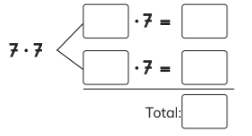 · 7 =
7 · 7
· 7 =
Total: